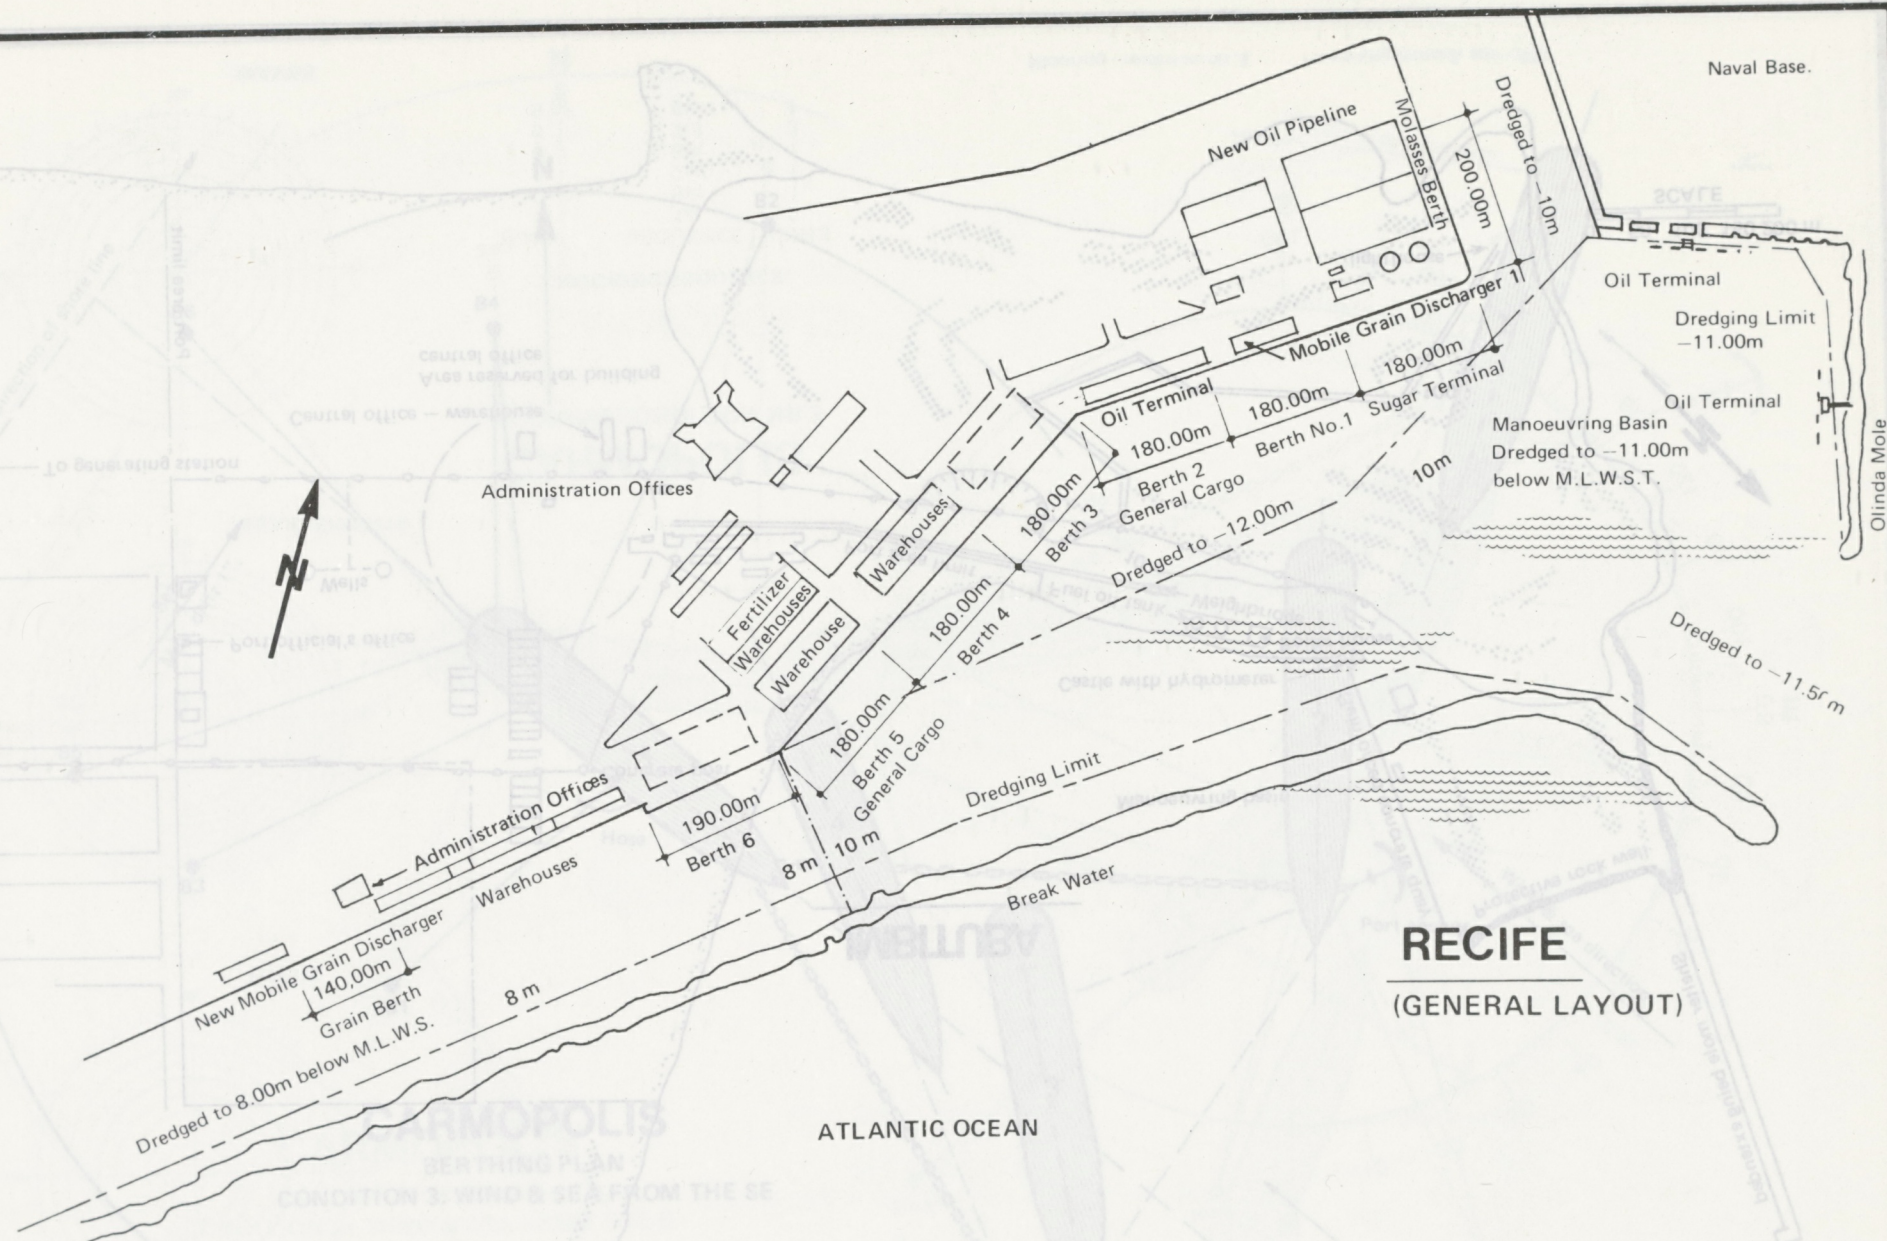 Naval Base.
New Oil Pipeline
Molasses Berth
200.00m
Dredged to –10m
Oil Terminal
Dredging Limit
–11.00m
Oil Terminal
Olinda Mole
Manoeuvring Basin
Dredged to –11.00m
below M.L.W.S.T.
Mobile Grain Discharger 1
180.00m
Sugar Terminal
Oil Terminal
180.00m
Berth No.1
180.00m
Berth 2
General Cargo
180.00m
Berth 3
10m
Dredged to –12.00m
Administration Offices
Warehouses
Fertilizer
Warehouses
Warehouse
180.00m
Berth 4
180.00m
Berth 5
General Cargo
Dredged to –11.50m
Dredging Limit
190.00m
Berth 6
8 m
10 m
Administration Offices
Warehouses
Break Water
New Mobile Grain Discharger
140,00m
Grain Berth
8 m
Dredged to 8.00m below M.L.W.S.
RECIFE
(GENERAL LAYOUT)
ATLANTIC OCEAN
N